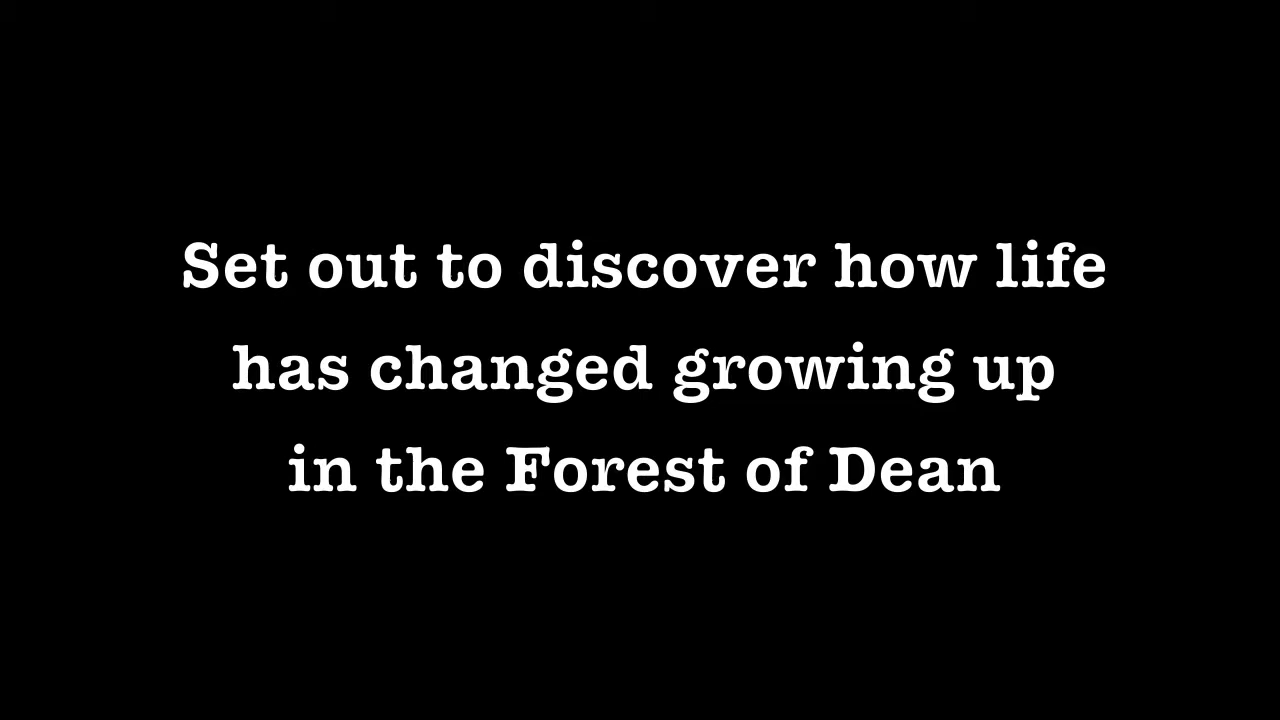 Set out to discover how life
has changed growing up
in the Forest of Dean